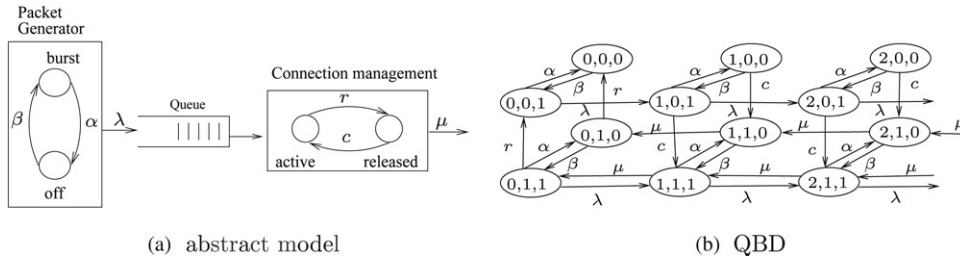 Packet
Generator
burst
β
α
λ
off
Queue
Connection management
r
c
active
released
μ
(a) abstract model
0,0,0
1,0,0
2,0,0
α
β
α
β
c
α
β
c
0,0,1
r
λ
1,0,1
λ
2,0,1
λ
0,1,0
μ
1,1,0
μ
2,1,0
μ
r
α
β
c
α
β
c
α
β
0,1,1
μ
λ
1,1,1
μ
λ
2,1,1
μ
λ
(b) QBD